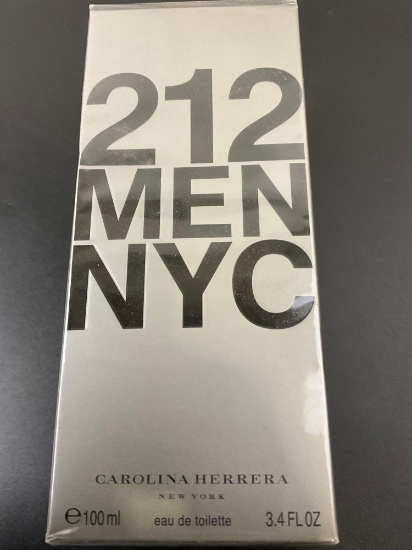 212
MEN
NYC
CAROLINA HERRERA
NEW YORK
℮100 ml eau de toilette 3.4 FL OZ